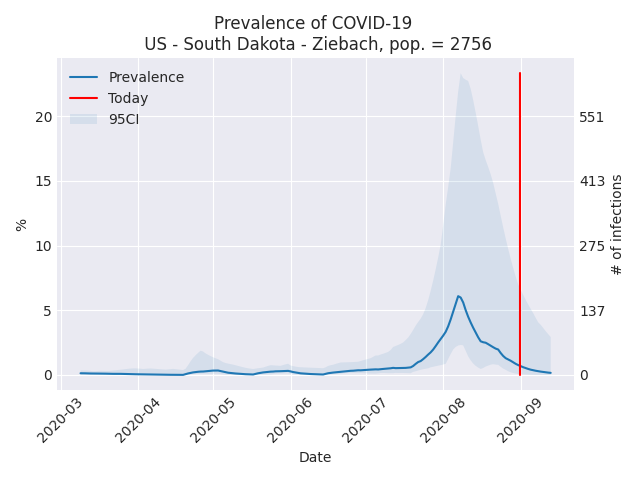 Prevalence of COVID-19
US - South Dakota - Ziebach, pop. = 2756
Prevalence
Today
95CI
20
15
10
5
0
%
551
413
275
137
0
# of infections
2020-03
2020-04
2020-05
2020-06
2020-07
2020-08
2020-09
Date